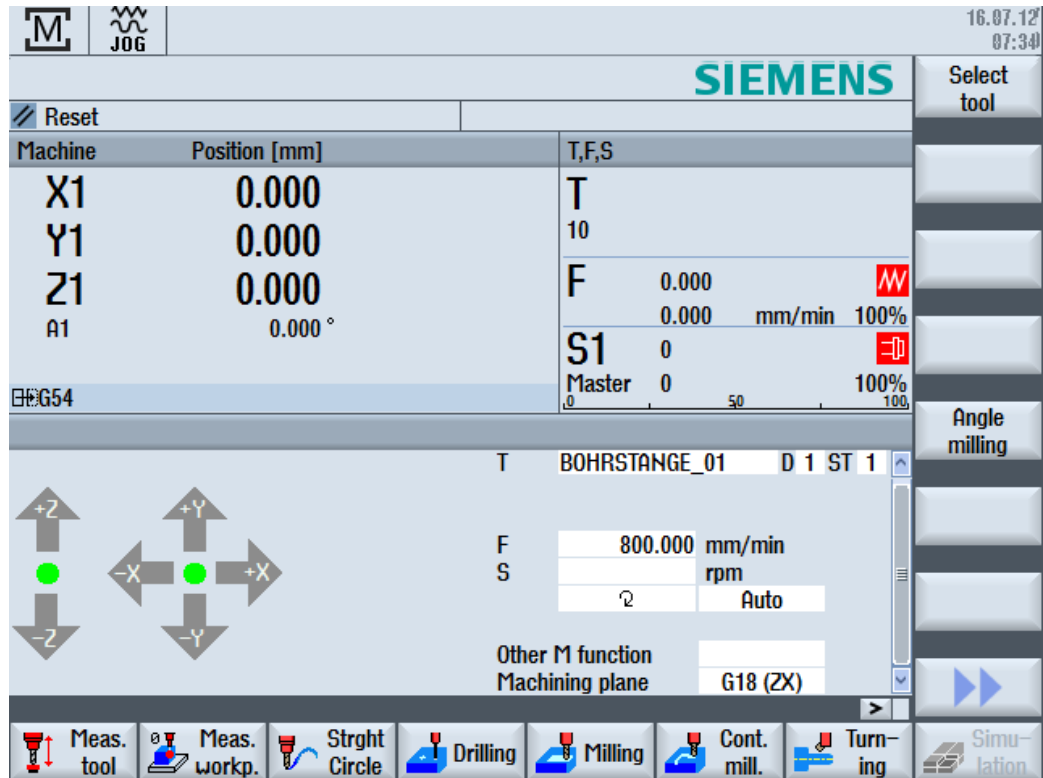 M
JOG
16.07.12
07:34
SIEMENS
Select
tool
Reset
Machine Position [mm] T,F,S
X1 0.000
Y1 0.000
Z1 0.000
A1 0.000 °
T
10
F 0.000
0.000 mm/min 100%
S1 0
Master 0 100%
0 50 100
G54
Angle
milling
T BOHRSTANGE_01 D 1 ST 1
F 800.000 mm/min
S rpm
Auto
Other M function
Machining plane G18 (ZX)
+Z
-Z
+Y
-X +X
-Y
>
Meas.
tool
Meas.
workp.
Strght
Circle
Drilling
Milling
Cont.
mill.
Turn-
ing
Simu-
lation